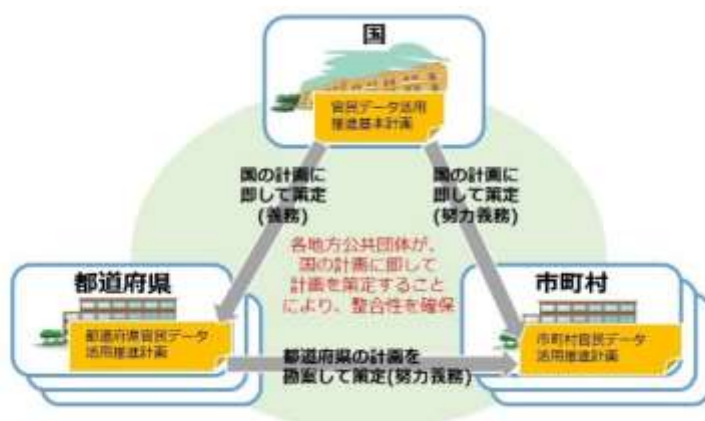 国
官民データ活用
推進基本計画
国の計画に
即して策定
(義務)
国の計画に
即して策定
(努力義務)
各地方公共団体が、
国の計画に即して
計画を策定すること
により、整合性を確保
都道府県
都道府県官民データ
活用推進計画
市町村
市町村官民データ
活用推進計画
都道府県の計画を
勘案して策定(努力義務)